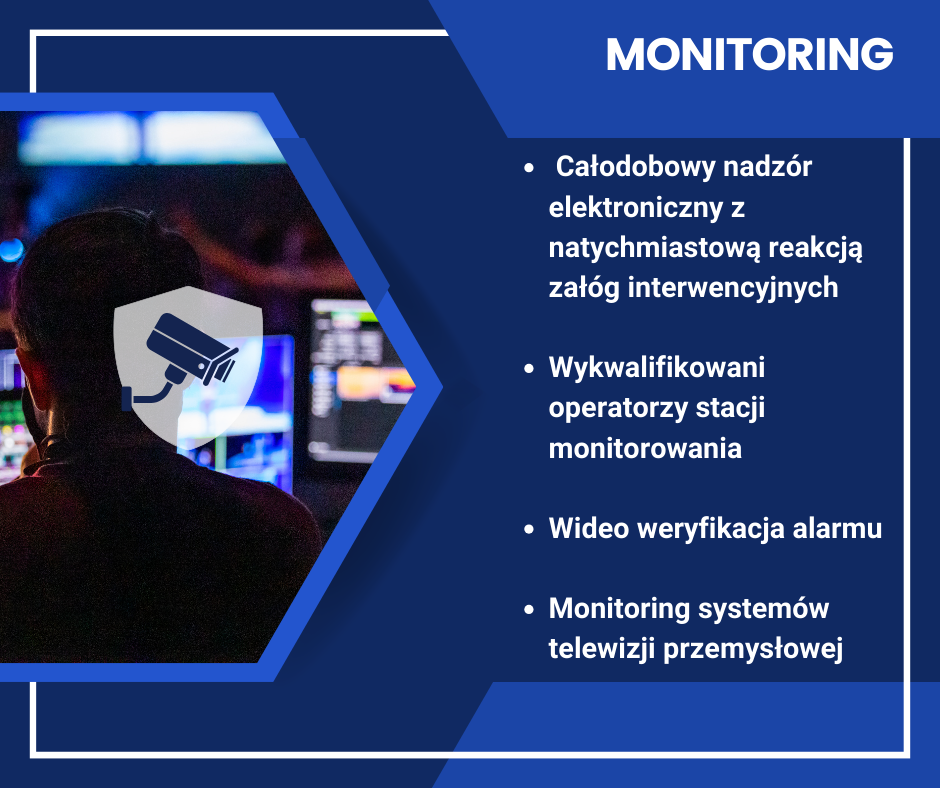 MONITORING
• Całodobowy nadzór
elektroniczny z
natychmiastową reakcją
załóg interwencyjnych
• Wykwalifikowani
operatorzy stacji
monitorowania
• Wideo weryfikacja alarmu
• Monitoring systemów
telewizji przemysłowej